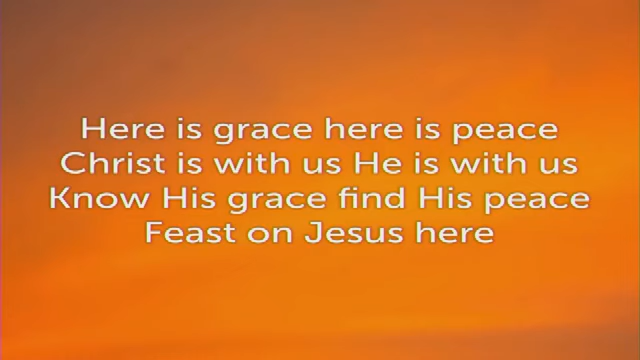 Here is grace here is peace
Christ is with us He is with us
Know His grace find His peace
Feast on Jesus here